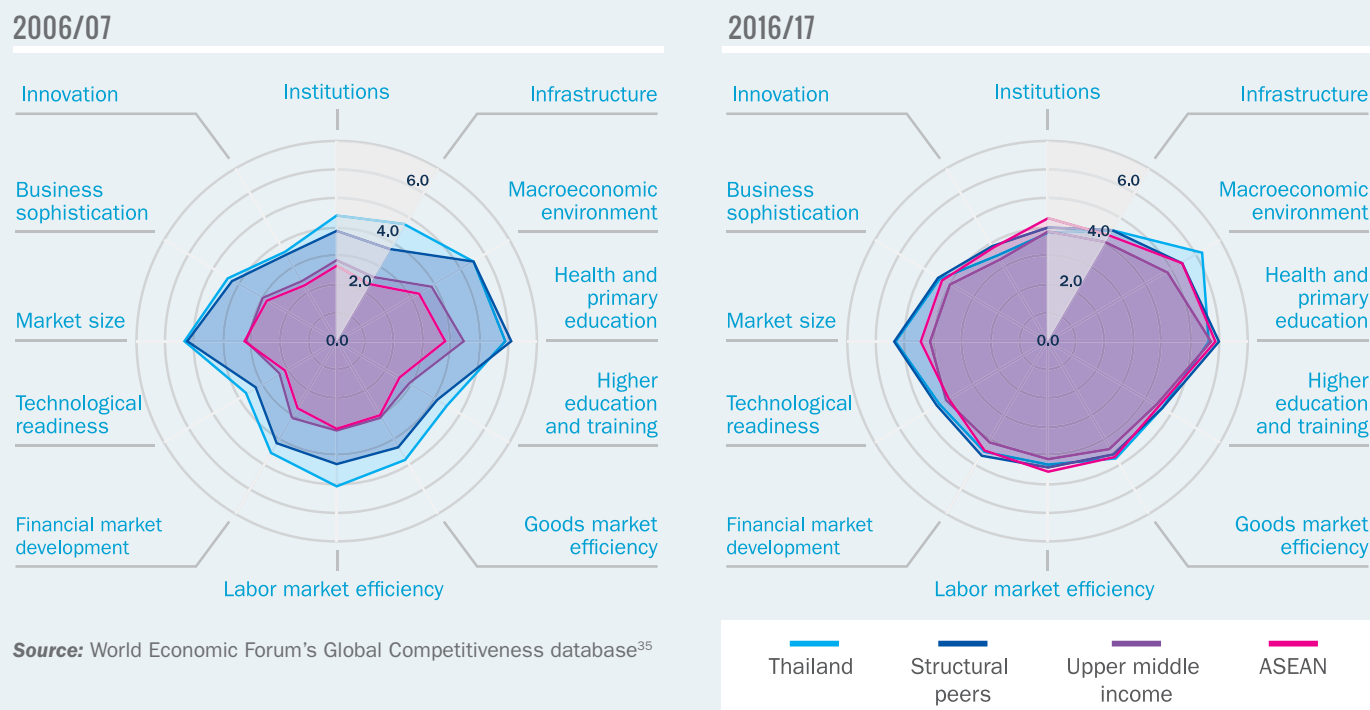 2006/07
Innovation
Institutions
Infrastructure
Business
sophistication
Macroeconomic
environment
Market size
Health and
primary
education
Technological
readiness
Higher
education
and training
Financial market
development
Goods market
efficiency
Labor market efficiency
6.0
4.0
2.0
0.0
Source: World Economic Forum's Global Competitiveness database35
2016/17
Innovation
Institutions
Infrastructure
Business
sophistication
Macroeconomic
environment
Market size
Health and
primary
education
Technological
readiness
Higher
education
and training
Financial market
development
Goods market
efficiency
Labor market efficiency
6.0
4.0
2.0
0.0
Thailand
Structural
peers
Upper middle
income
ASEAN